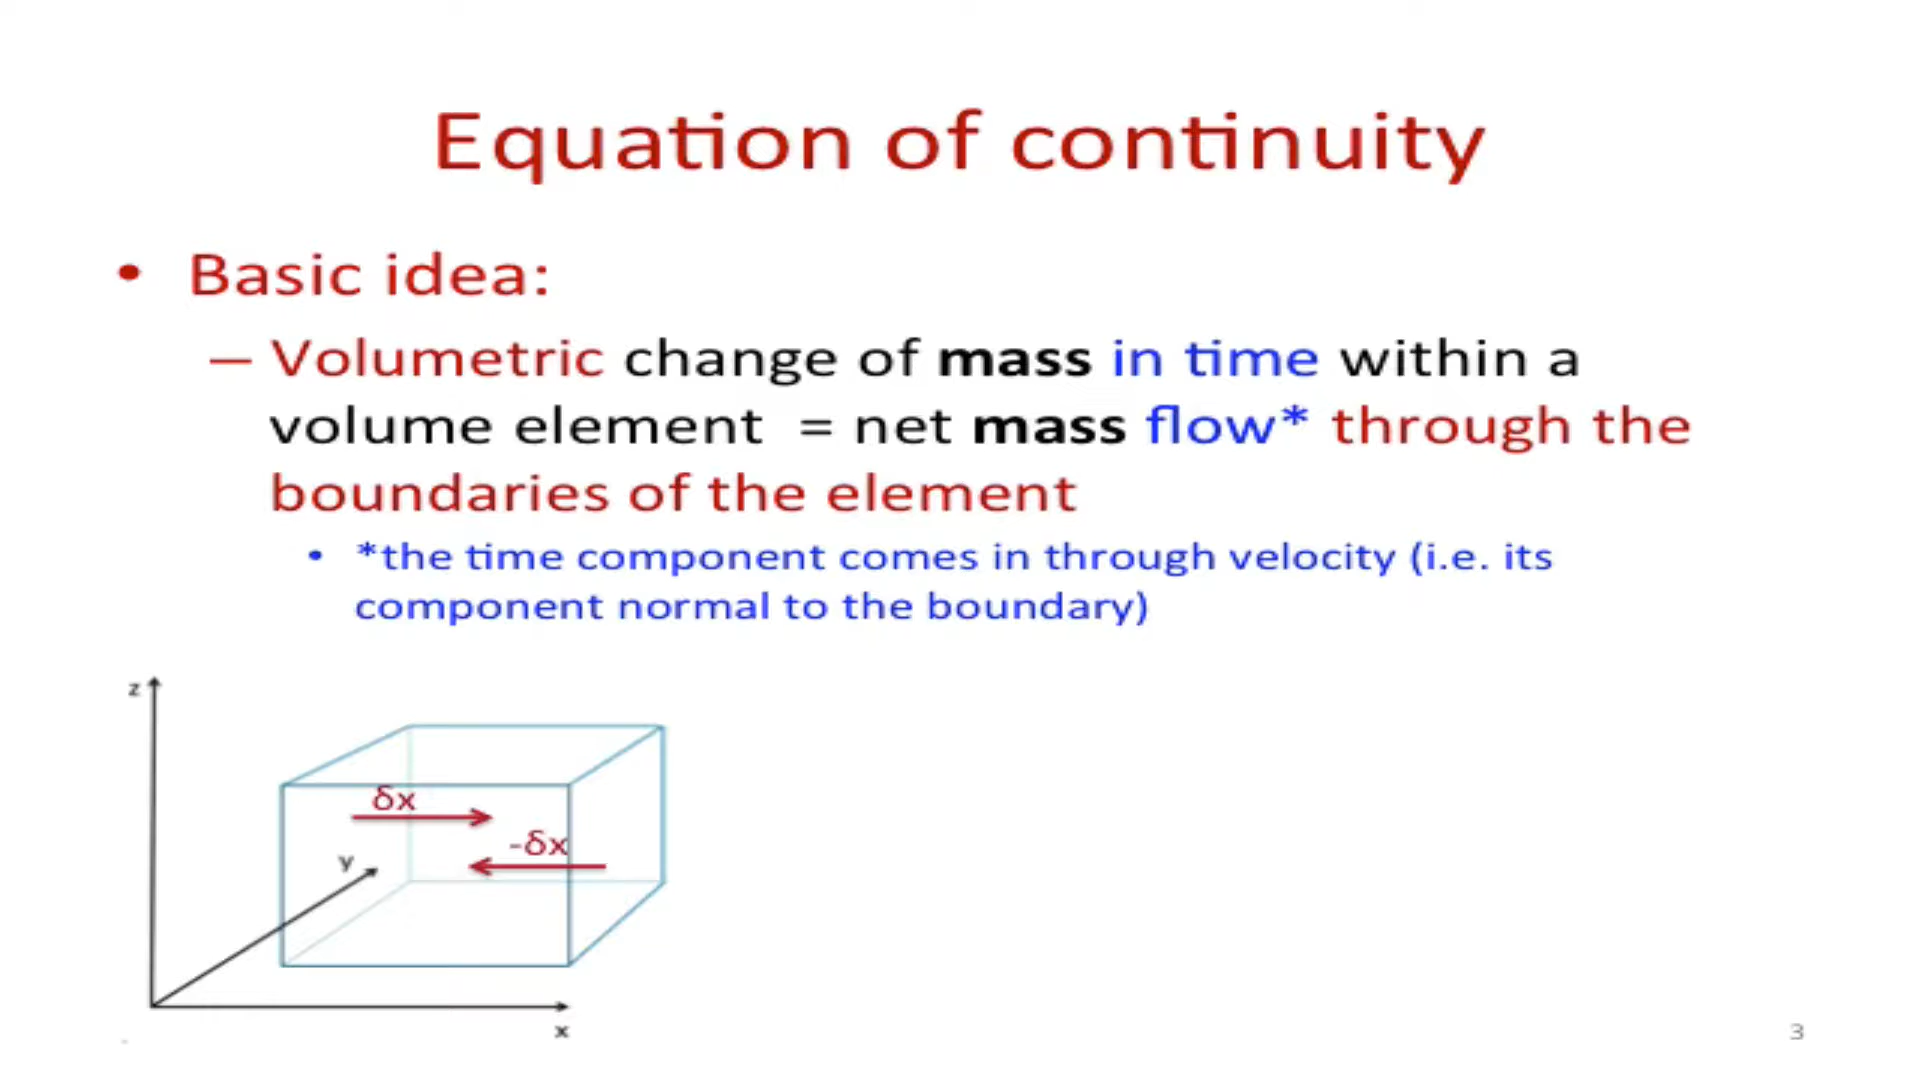 Equation of continuity
• Basic idea:
– Volumetric change of mass in time within a
volume element = net mass flow* through the
boundaries of the element
• *the time component comes in through velocity (i.e. its
component normal to the boundary)
z
δx
-δx
y
x
3